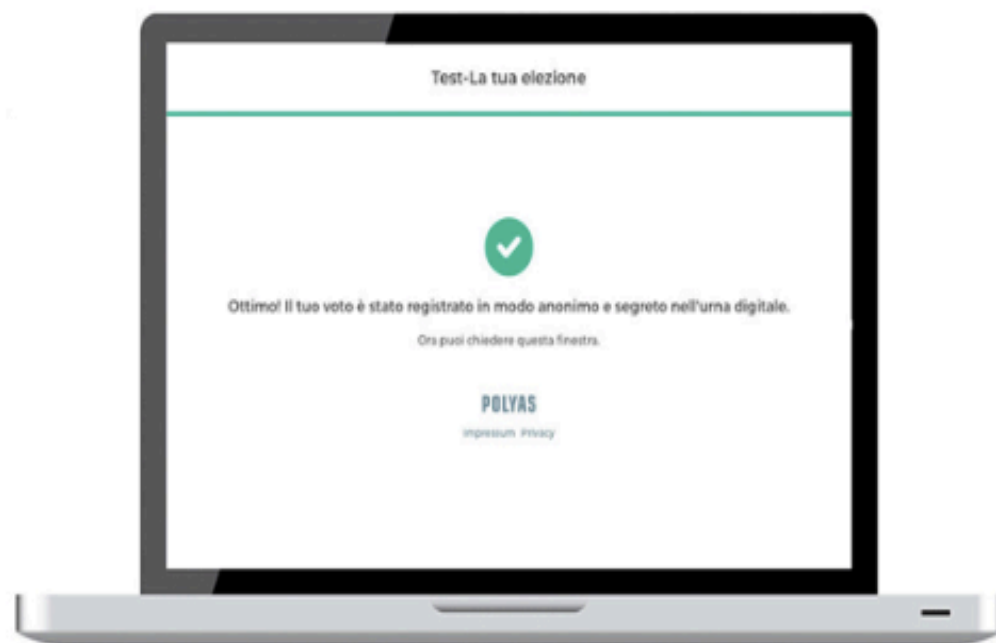 Test-La tua elezione
Ottimo! Il tuo voto è stato registrato in modo anonimo e segreto nell'urna digitale.
Ora puoi chiedere questa finestra.
POLYAS
Impressum Privacy